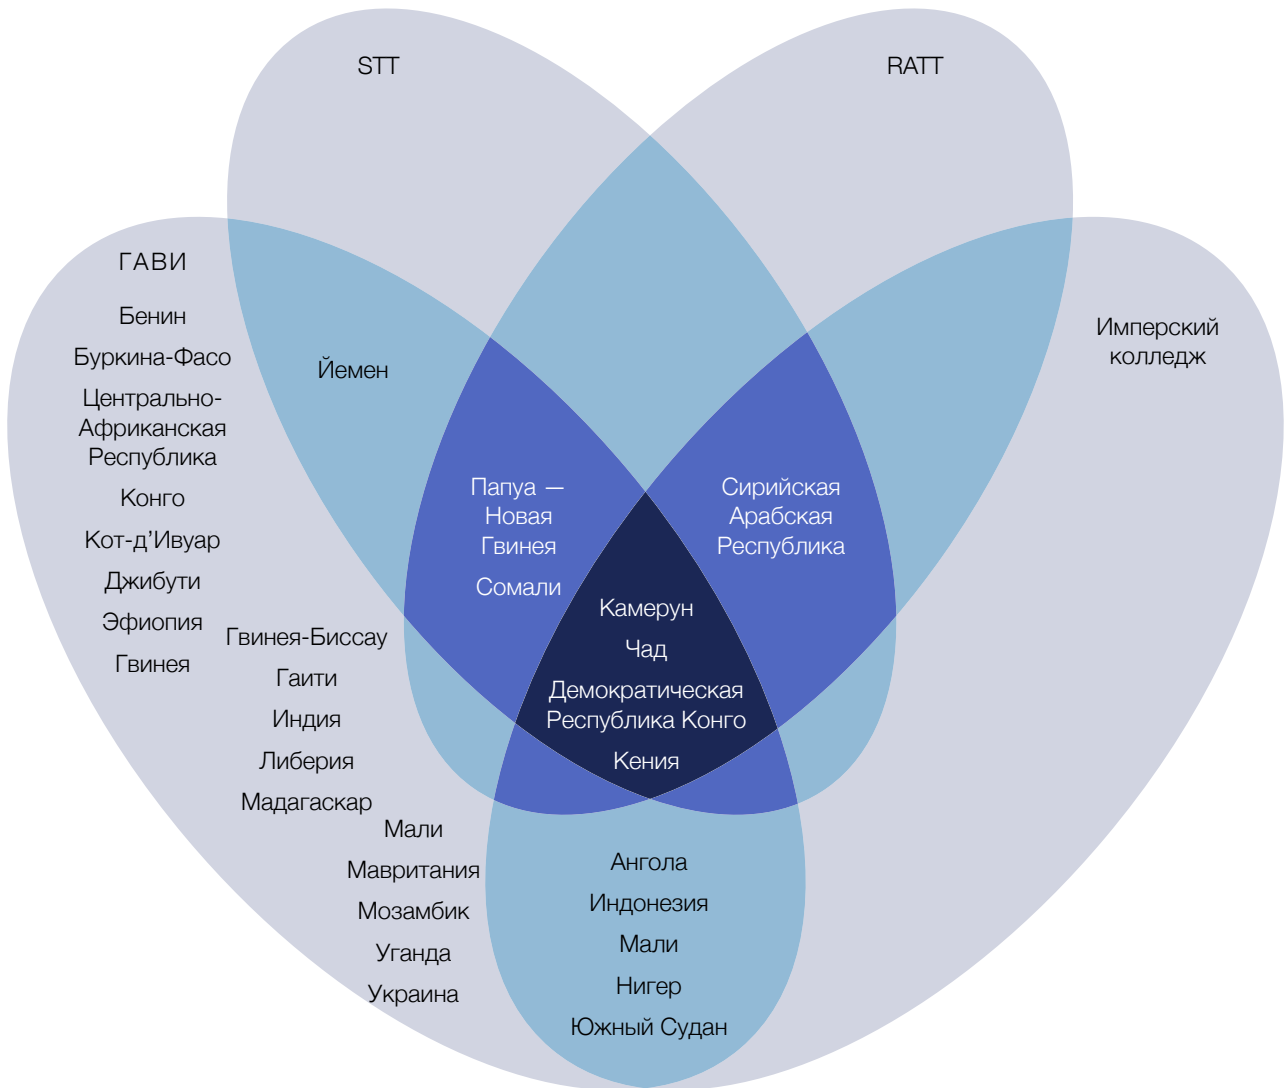 STT
RATT
ГАВИ
Бенин
Буркина-Фасо
Центрально-
Африканская
Республика
Конго
Кот-д’Ивуар
Джибути
Эфиопия
Гвинея
Гвинея-Биссау
Гаити
Индия
Либерия
Мадагаскар
Мали
Мавритания
Мозамбик
Уганда
Украина
Йемен
Папуа —
Новая
Гвинея
Сомали
Сирийская
Арабская
Республика
Имперский
колледж
Камерун
Чад
Демократическая
Республика Конго
Кения
Ангола
Индонезия
Мали
Нигер
Южный Судан